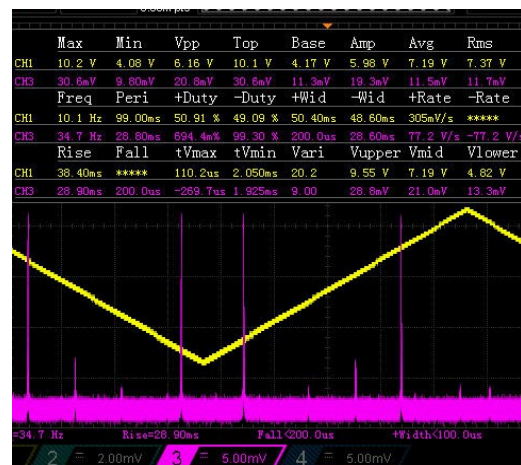 Max Min Vpp Top Base Amp Avg Rms
CH1 10.2 V 4.08 V 6.16 V 10.1 V 4.17 V 5.98 V 7.19 V 7.37 V
CH3 30.6mV 9.80mV 20.8mV 30.6mV 11.3mV 19.3mV 11.5mV 11.7mV
Freq Peri +Duty -Duty +Wid -Wid +Rate -Rate
CH1 10.1 Hz 99.00ms 50.91 % 49.09 % 50.40ms 48.60ms 305mV/s *****
CH3 34.7 Hz 28.80ms 694.4m% 99.30 % 200.0us 28.60ms 77.2 V/s -77.2 V/s
Rise Fall tVmax tVmin Vari Vupper Vmid Vlower
CH1 38.40ms ***** 110.2us 2.050ms 20.2 9.55 V 7.19 V 4.82 V
CH3 28.90ms 200.0us -269.7us 1.925ms 9.00 28.8mV 21.0mV 13.3mV
=34.7 Hz Rise=28.90ms Fall<200.0us +Width<100.0us
2 = 2.00mV 3 = 5.00mV 4 = 5.00mV